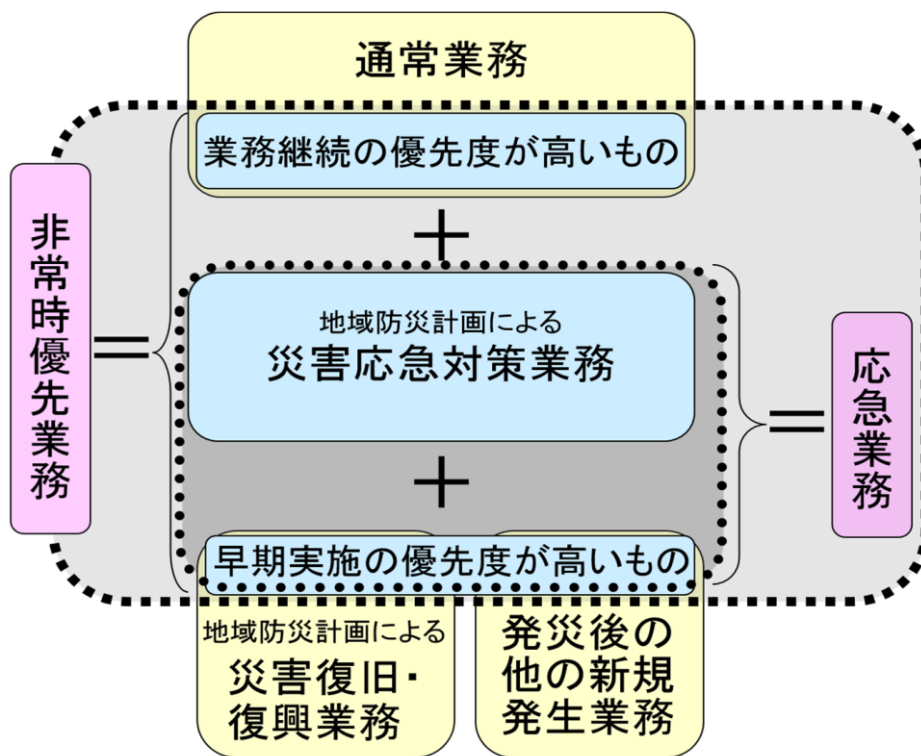 通常業務
業務継続の優先度が高いもの
＋
非常時優先業務
＝
地域防災計画による
災害応急対策業務
＝
応急業務
＋
早期実施の優先度が高いもの
地域防災計画による
災害復旧・
復興業務
発災後の
他の新規
発生業務